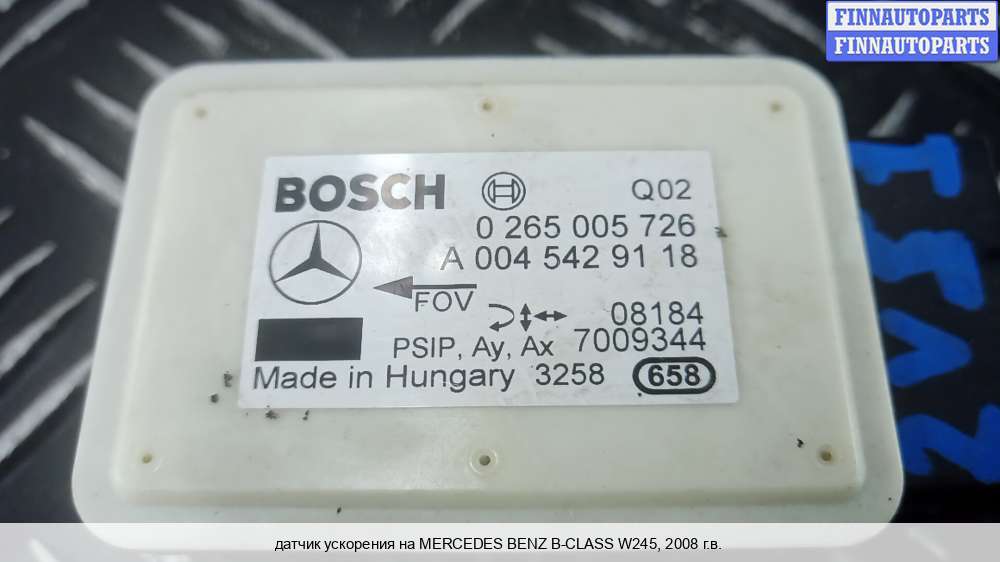 FINNAUTOPARTS
FINNAUTOPARTS
BOSCH Q02
0 265 005 726
A 004 542 91 18
FOV
08184
PSIP, Ay, Ax 7009344
Made in Hungary 3258 658
датчик ускорения на MERCEDES BENZ B-CLASS W245, 2008 г.в.